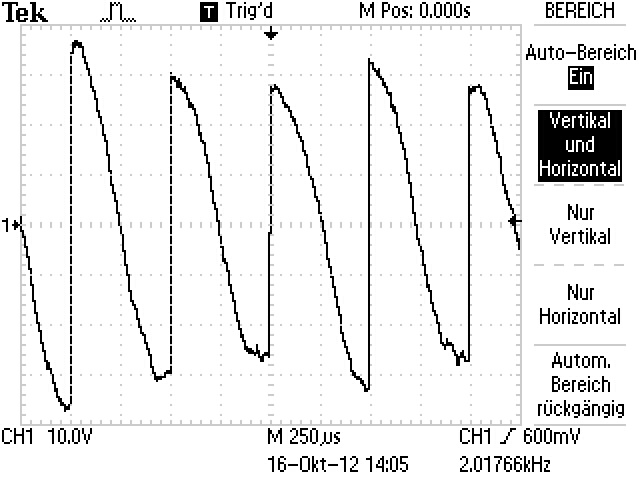 Tek T Trig'd M Pos: 0.000s BEREICH
Auto-Bereich
Ein
Vertikal
und
Horizontal
Nur
Vertikal
Nur
Horizontal
Autom.
Bereich
rückgängig
1
CH1 10.0V M 250µs CH1 600mV
16-Okt-12 14:05 2.01766kHz